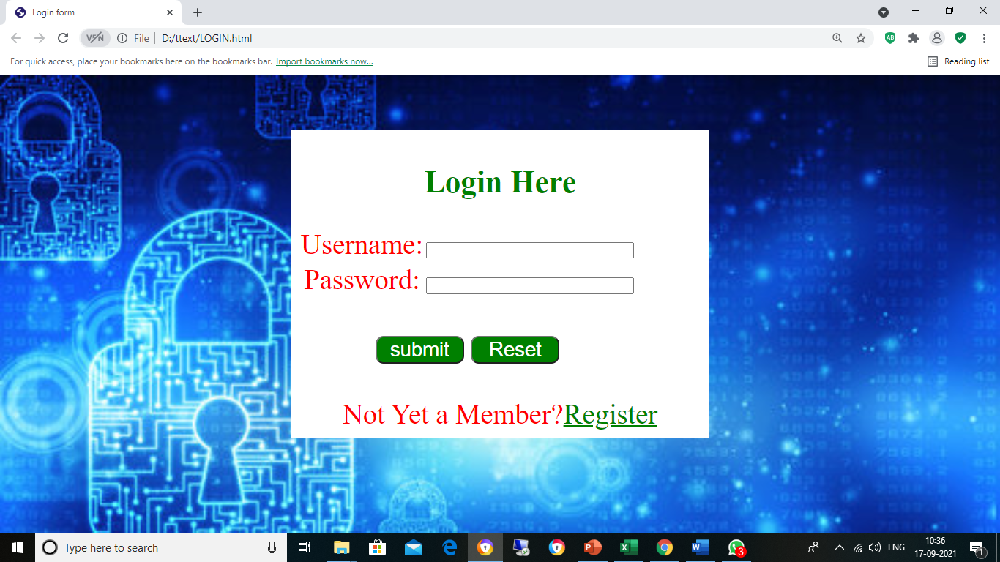 Login form
VPN File D:/ttext/LOGIN.html
For quick access, place your bookmarks here on the bookmarks bar. Import bookmarks now...
Reading list
Login Here
Username:
Password:
submit Reset
Not Yet a Member?Register
Type here to search
3
ENG
10:36
17-09-2021
1